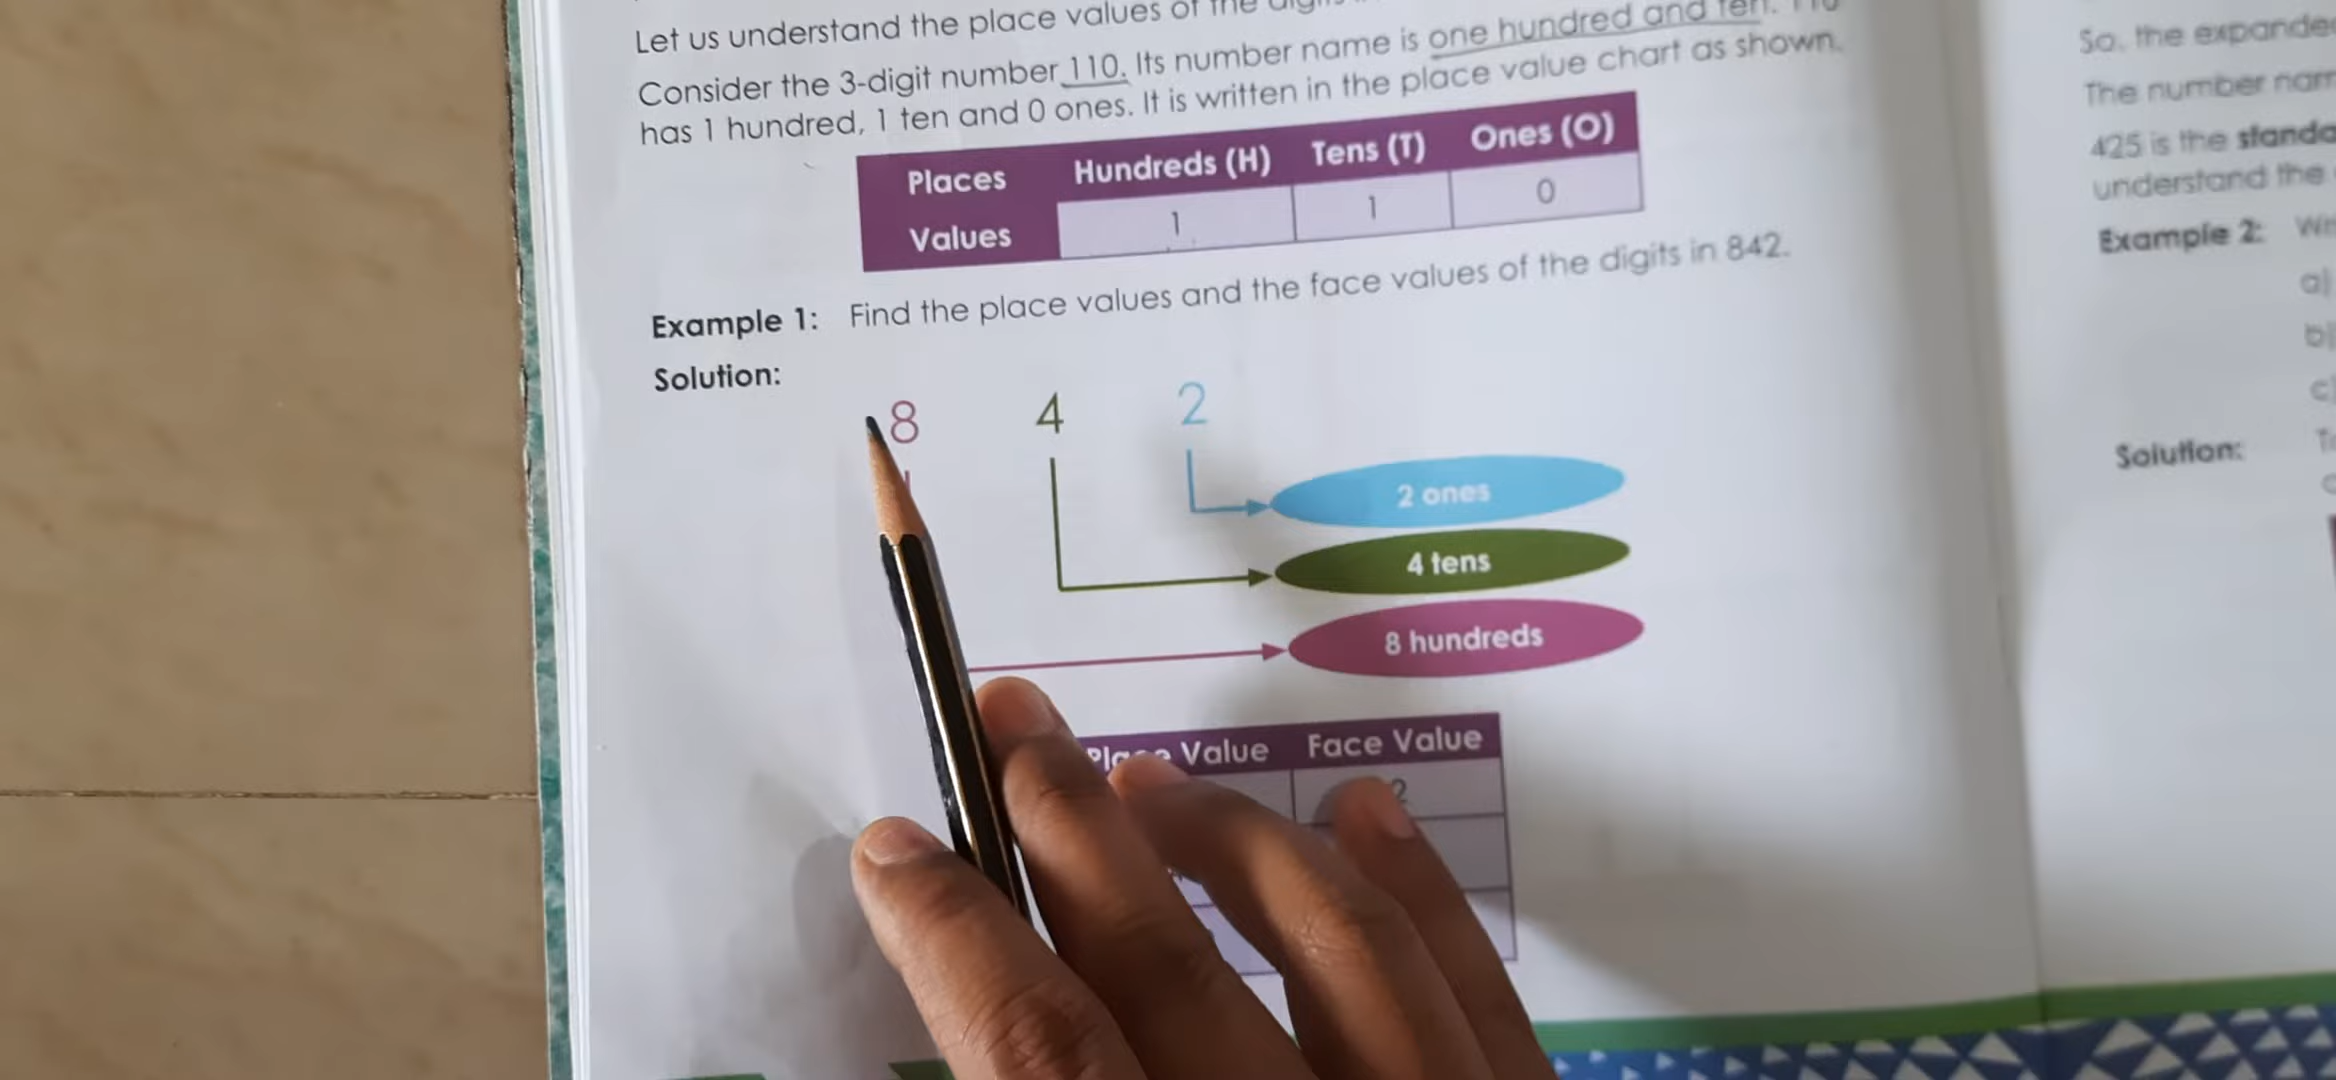 Let us understand the place values of the
Consider the 3-digit number 110. Its number name is one hundred and ten. 110
has 1 hundred, 1 ten and 0 ones. It is written in the place value chart as shown.
Places Hundreds (H) Tens (T) Ones (O)
Values 1 1 0
Example 1: Find the place values and the face values of the digits in 842.
Solution:
8 4 2
2 ones
4 tens
8 hundreds
Value Face Value
2
So, the
The number
425 is the
understand the
Example 2:
a)
b)
c)
Solution: